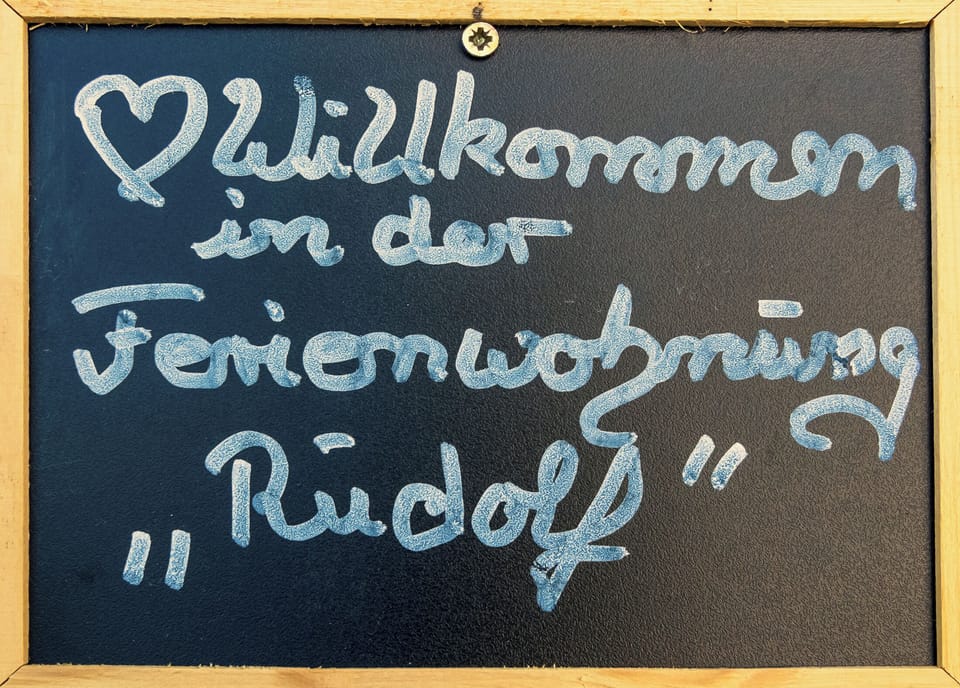 ♡ Willkommen
in der
Ferienwohnung
„Rudolf"